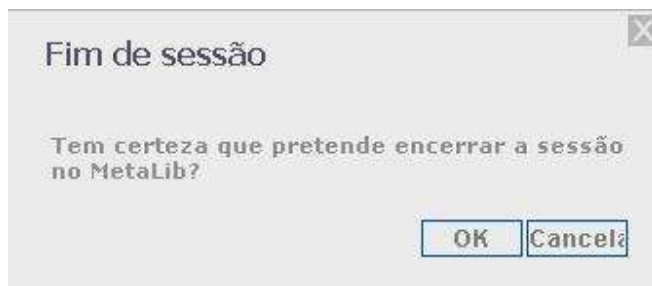 Fim de sessão
Tem certeza que pretende encerrar a sessão
no MetaLib?
OK Cancela